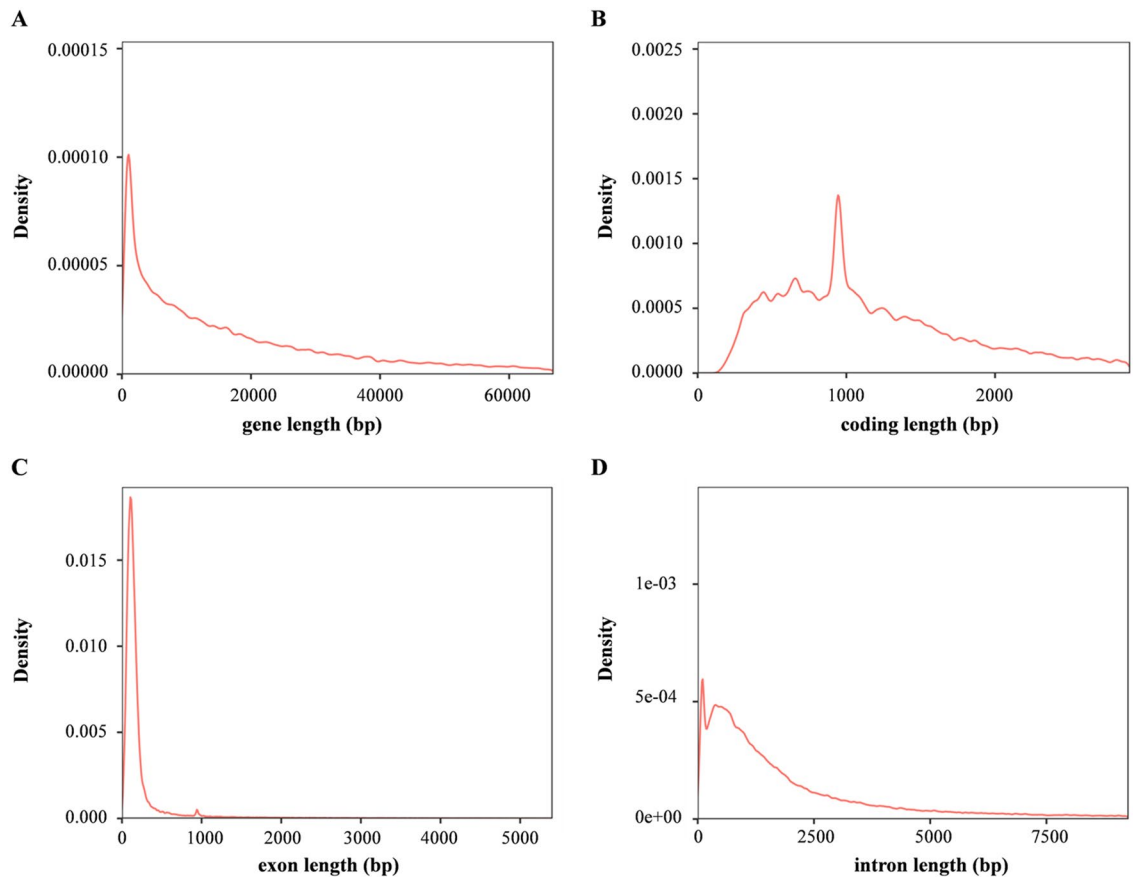 A
0.00015
0.00010
0.00005
0.00000
Density
0
20000
40000
60000
gene length (bp)
B
0.0025
0.0020
0.0015
0.0010
0.0005
0.0000
Density
0
1000
2000
coding length (bp)
C
0.015
0.010
0.005
0.000
Density
0
1000
2000
3000
4000
5000
exon length (bp)
D
1e-03
5e-04
0e+00
Density
0
2500
5000
7500
intron length (bp)